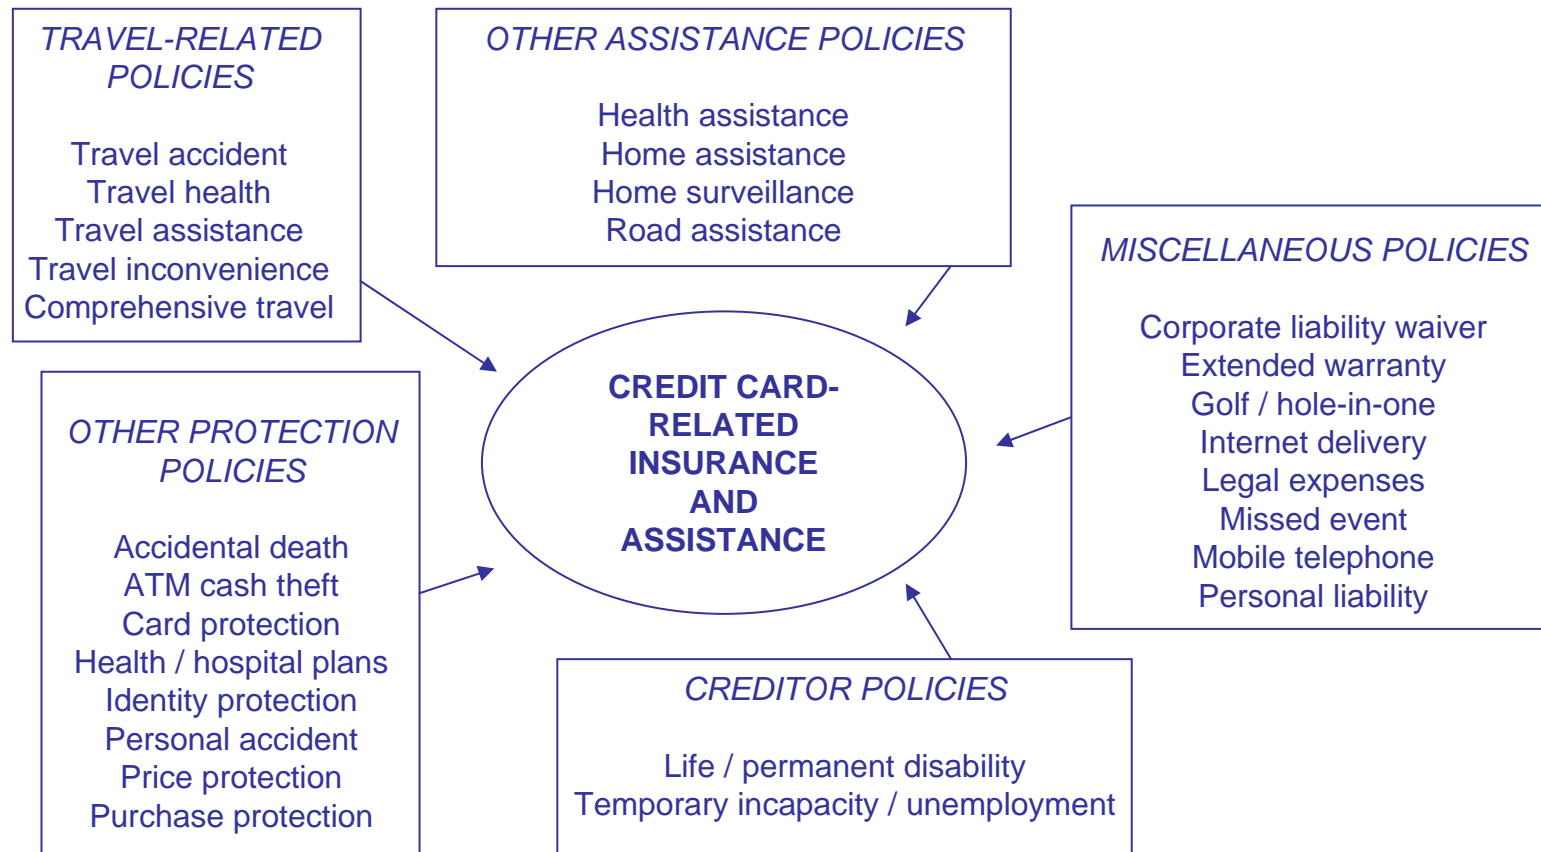 TRAVEL-RELATED
POLICIES
Travel accident
Travel health
Travel assistance
Travel inconvenience
Comprehensive travel
OTHER ASSISTANCE POLICIES
Health assistance
Home assistance
Home surveillance
Road assistance
MISCELLANEOUS POLICIES
Corporate liability waiver
Extended warranty
Golf / hole-in-one
Internet delivery
Legal expenses
Missed event
Mobile telephone
Personal liability
CREDIT CARD-
RELATED
INSURANCE
AND
ASSISTANCE
OTHER PROTECTION
POLICIES
Accidental death
ATM cash theft
Card protection
Health / hospital plans
Identity protection
Personal accident
Price protection
Purchase protection
CREDITOR POLICIES
Life / permanent disability
Temporary incapacity / unemployment